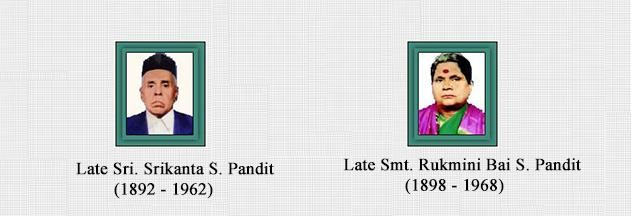 Late Sri. Srikanta S. Pandit
(1892 - 1962)
Late Smt. Rukmini Bai S. Pandit
(1898 - 1968)